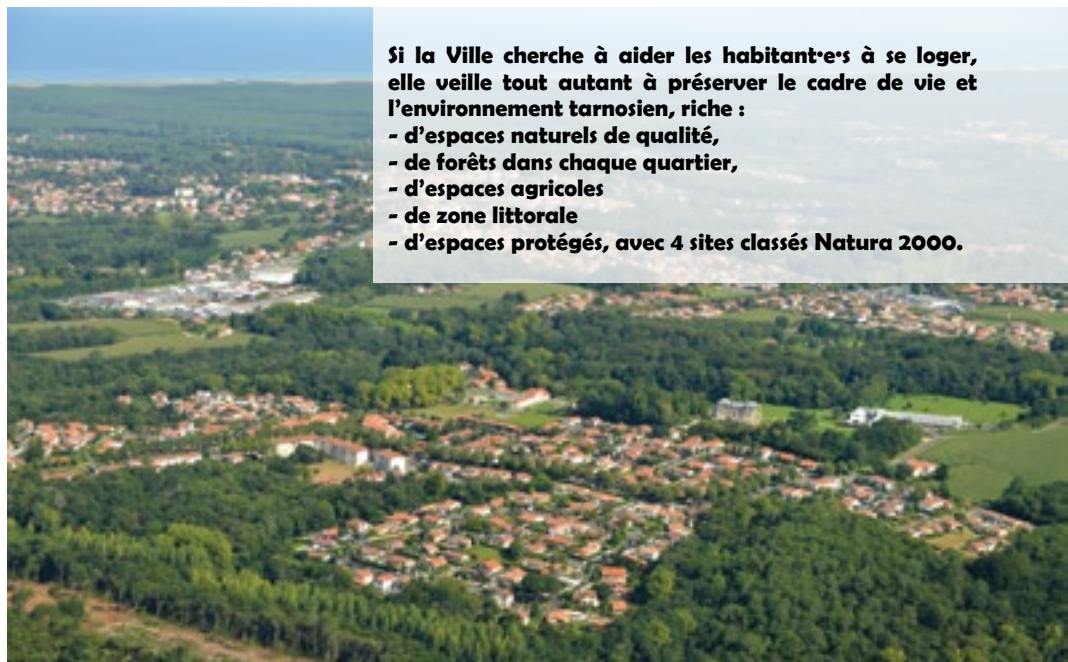 Si la Ville cherche à aider les habitant·e·s à se loger,
elle veille tout autant à préserver le cadre de vie et
l’environnement tarnosien, riche :
- d’espaces naturels de qualité,
- de forêts dans chaque quartier,
- d’espaces agricoles
- de zone littorale
- d’espaces protégés, avec 4 sites classés Natura 2000.